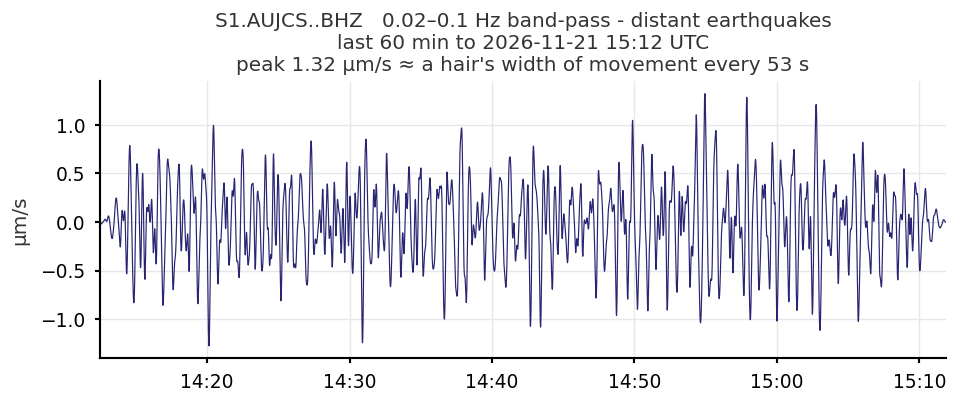 S1.AUJCS..BHZ   0.02–0.1 Hz band-pass - distant earthquakes
last 60 min to 2026-11-21 15:12 UTC
peak 1.32 µm/s ≈ a hair's width of movement every 53 s
µm/s
1.0
0.5
0.0
−0.5
−1.0
14:20 14:30 14:40 14:50 15:00 15:10